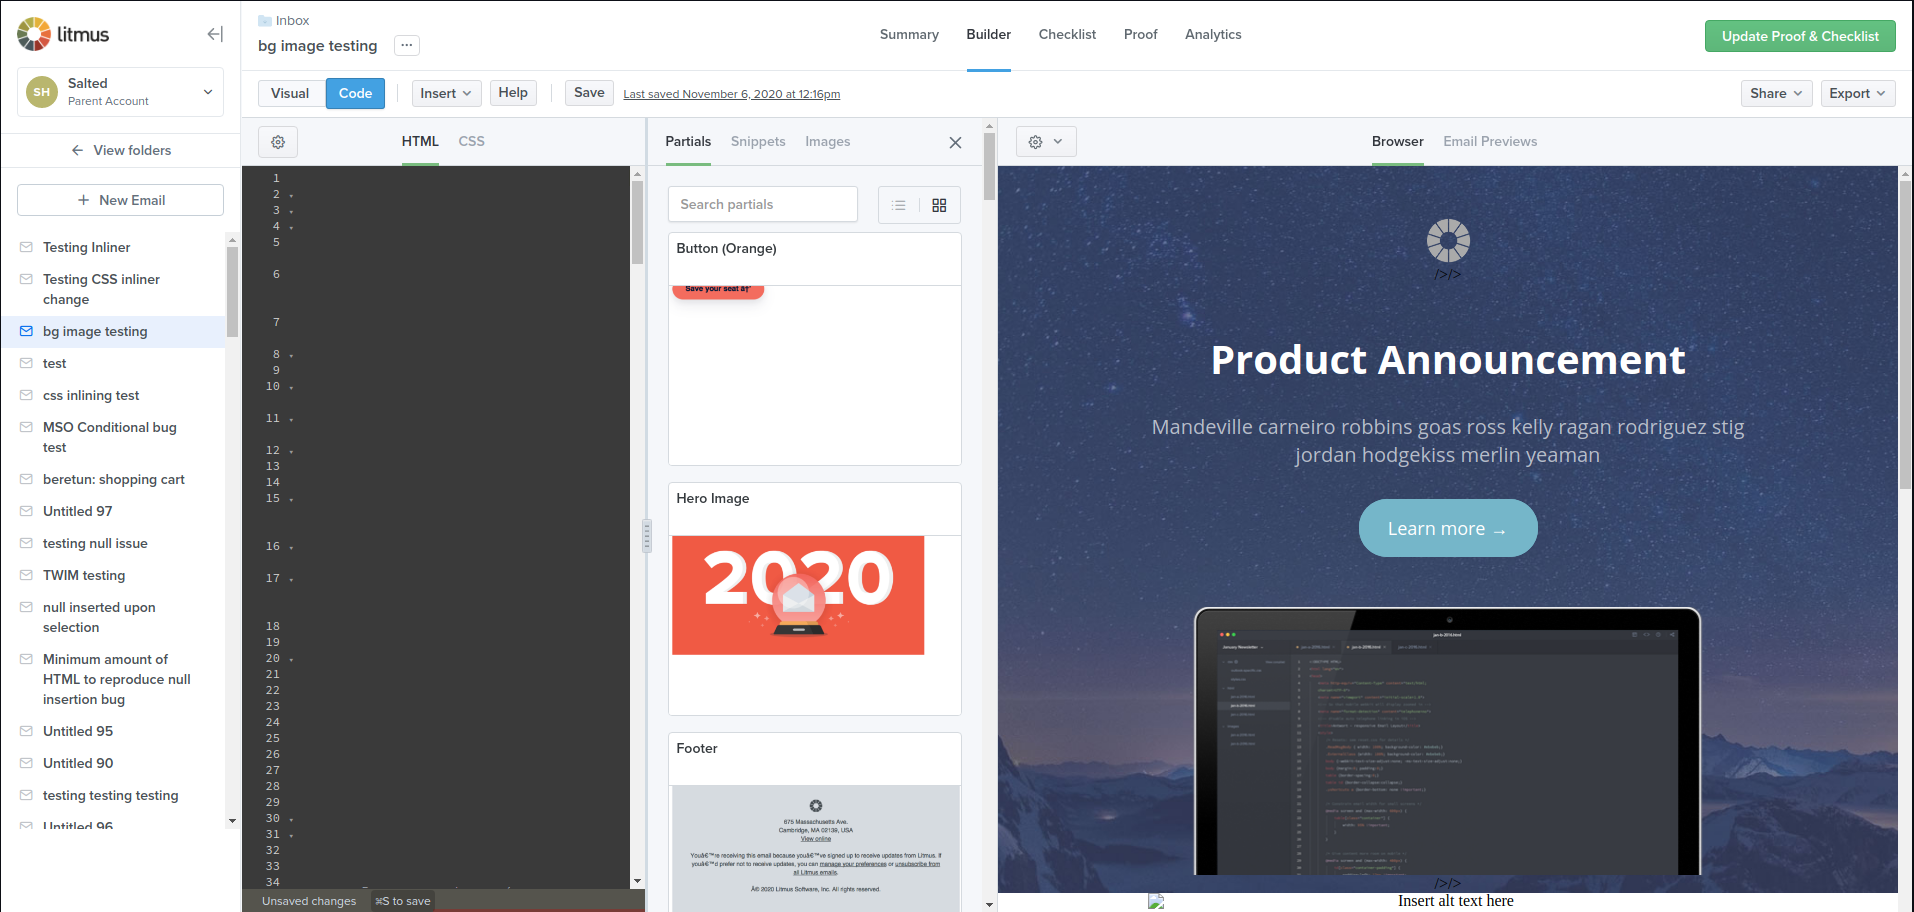 litmus
SH
Salted
Parent Account
View folders
New Email
Testing Inliner
Testing CSS inliner
change
bg image testing
test
css inlining test
MSO Conditional bug
test
beretun: shopping cart
Untitled 97
testing null issue
TWIM testing
null inserted upon
selection
Minimum amount of
HTML to reproduce null
insertion bug
Untitled 95
Untitled 90
testing testing testing
Untitled 96
Inbox
bg image testing
...
Summary Builder Checklist Proof Analytics
Update Proof & Checklist
Visual Code Insert Help Save Last saved November 6, 2020 at 12:16pm
Share Export
HTML CSS
1
2
3
4
5
6
7
8
9
10
11
12
13
14
15
16
17
18
19
20
21
22
23
24
25
26
27
28
29
30
31
32
33
34
Unsaved changes ⌘S to save
Partials Snippets Images
Search partials
Button (Orange)
Save your seat â†'
Hero Image
2020
Footer
675 Massachusetts Ave.
Cambridge, MA 02139, USA
View online
Youâ€™re receiving this email because youâ€™ve signed up to receive updates from Litmus. If
youâ€™d prefer not to receive updates, you can manage your preferences or unsubscribe from
all Litmus emails.
Â© 2020 Litmus Software, Inc. All rights reserved.
Browser Email Previews
/>/>
Product Announcement
Mandeville carneiro robbins goas ross kelly ragan rodriguez stig
jordan hodgekiss merlin yeaman
Learn more →
/>/>
Insert alt text here